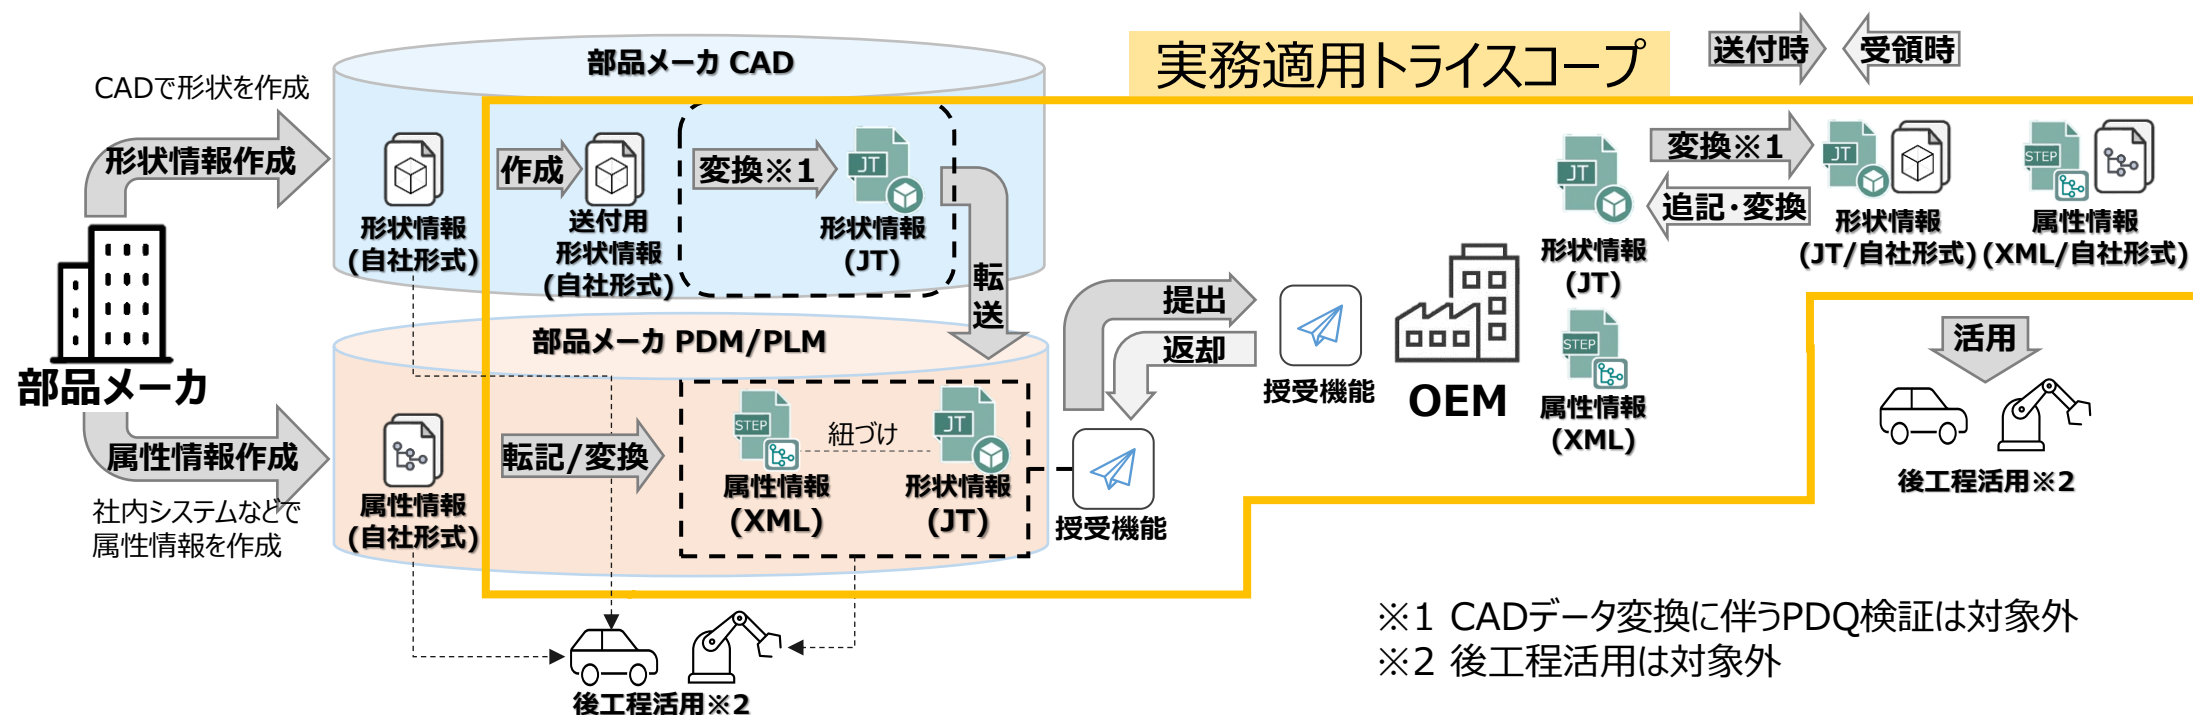 実務適用トライスコープ
送付時
受領時
部品メーカ CAD
CADで形状を作成
形状情報作成
形状情報
(自社形式)
作成
送付用
形状情報
(自社形式)
変換※1
JT
形状情報
(JT)
転
送
部品メーカ
属性情報作成
社内システムなどで
属性情報を作成
部品メーカ PDM/PLM
属性情報
(自社形式)
転記/変換
STEP
属性情報
(XML)
紐づけ
JT
形状情報
(JT)
授受機能
提出
返却
授受機能
OEM
JT
形状情報
(JT)
STEP
属性情報
(XML)
変換※1
追記・変換
JT
形状情報
(JT/自社形式)
STEP
属性情報
(XML/自社形式)
活用
後工程活用※2
後工程活用※2
※1 CADデータ変換に伴うPDQ検証は対象外
※2 後工程活用は対象外